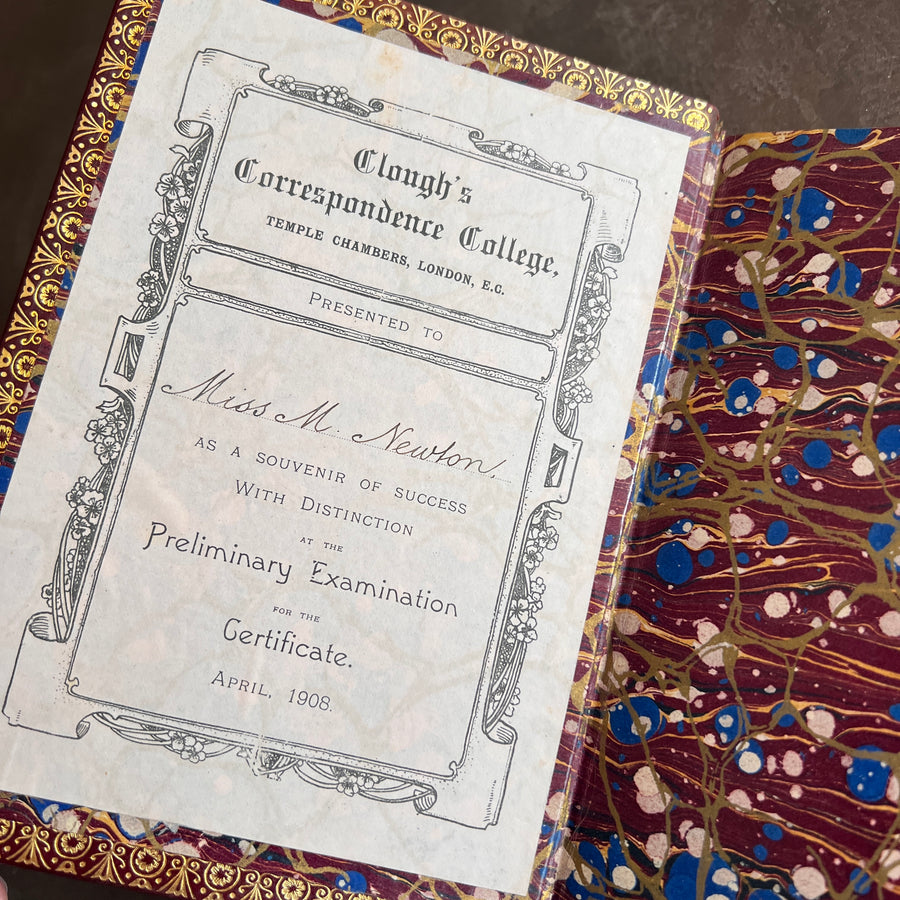 Clough's
Correspondence College,
TEMPLE CHAMBERS, LONDON, E.C.
PRESENTED TO
Miss M. Newton,
AS A SOUVENIR OF SUCCESS
WITH DISTINCTION
AT THE
Preliminary Examination
FOR THE
Certificate.
APRIL, 1908.